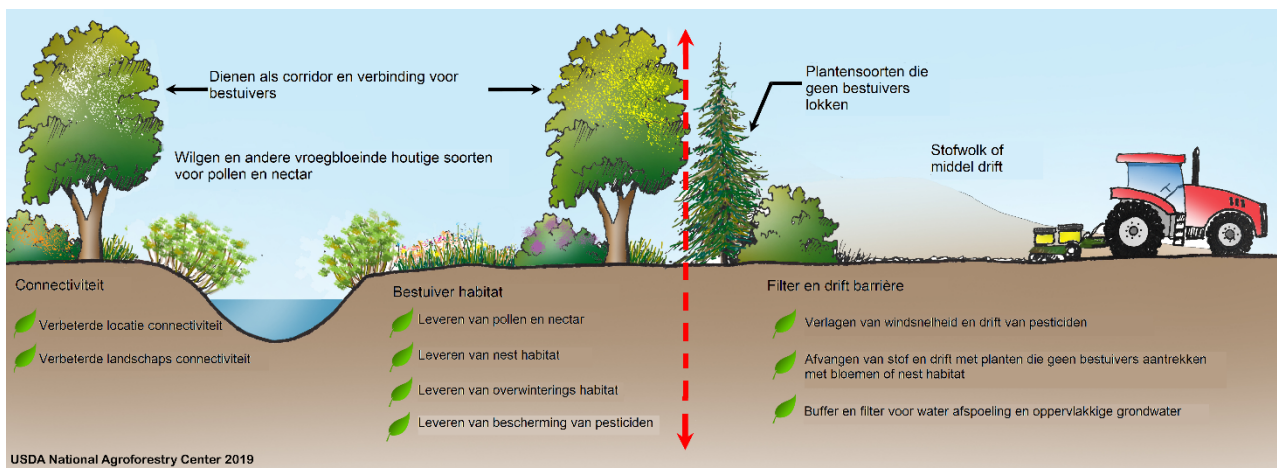 Dienen als corridor en verbinding voor
bestuivers
Wilgen en andere vroegbloeinde houtige soorten
voor pollen en nectar
Plantensoorten die
geen bestuivers
lokken
Stofwolk of
middel drift
Connectiviteit
Verbeterde locatie connectiviteit
Verbeterde landschaps connectiviteit
Bestuiver habitat
Leveren van pollen en nectar
Leveren van nest habitat
Leveren van overwinterings habitat
Leveren van bescherming van pesticiden
Filter en drift barrière
Verlagen van windsnelheid en drift van pesticiden
Afvangen van stof en drift met planten die geen bestuivers aantrekken
met bloemen of nest habitat
Buffer en filter voor water afspoeling en oppervlakkige grondwater
USDA National Agroforestry Center 2019